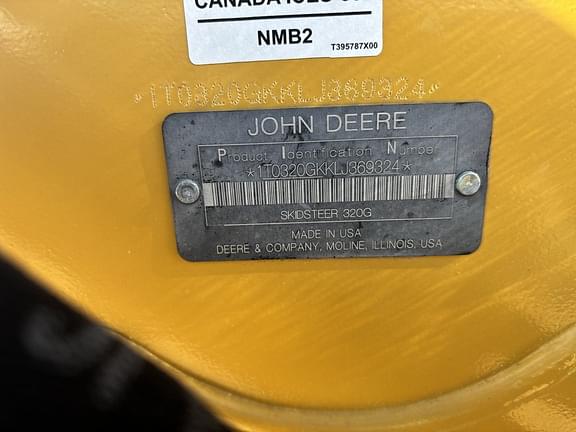 NMB2
T395787X00
*1T0320GKKLJ369324*
JOHN DEERE
Product Identification Number
*1T0320GKKLJ369324*
SKIDSTEER 320G
MADE IN USA
DEERE & COMPANY, MOLINE, ILLINOIS, USA